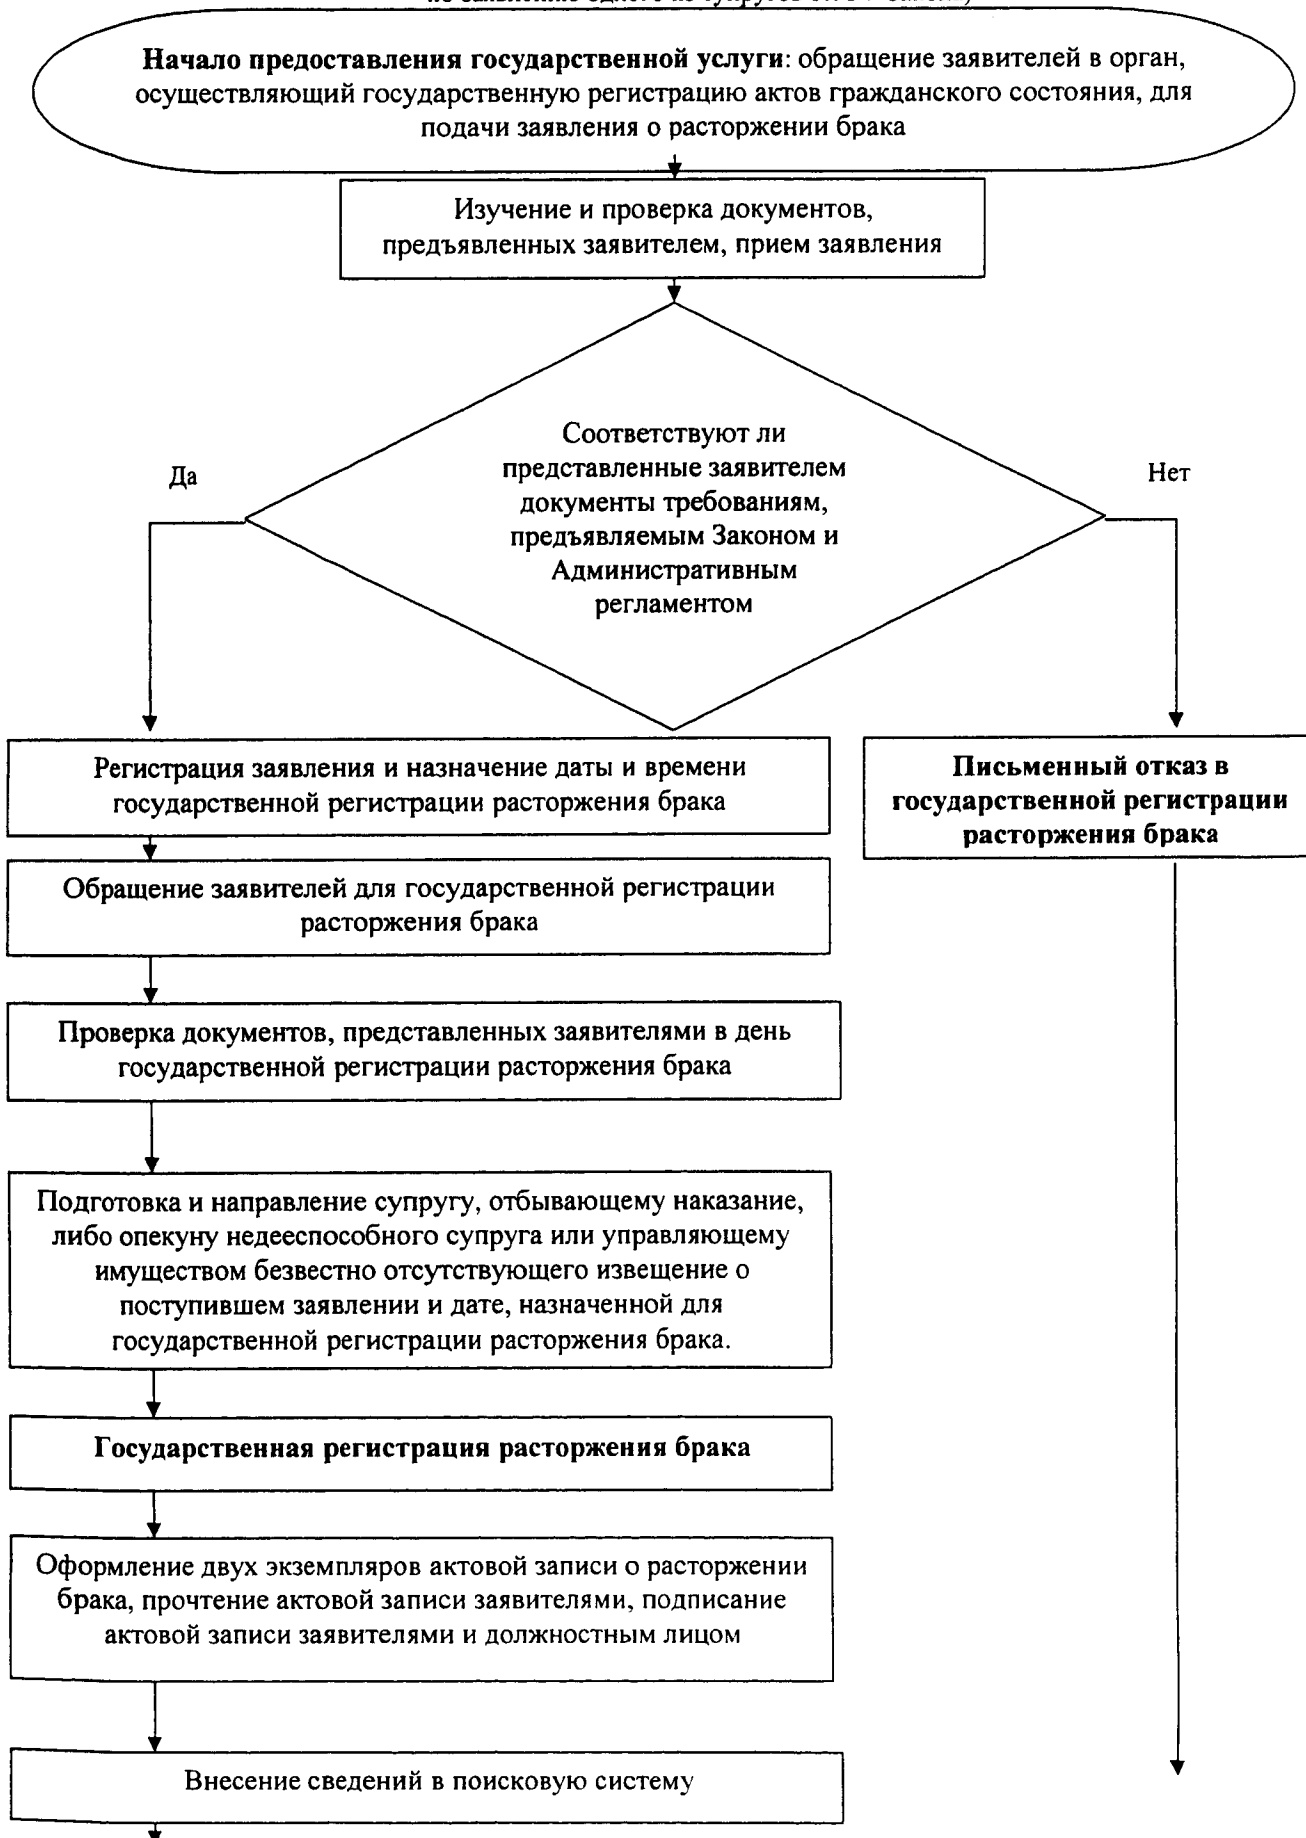 Начало предоставления государственной услуги: обращение заявителей в орган,
осуществляющий государственную регистрацию актов гражданского состояния, для
подачи заявления о расторжении брака
Изучение и проверка документов,
предъявленных заявителем, прием заявления
Соответствуют ли
представленные заявителем
документы требованиям,
предъявляемым Законом и
Административным
регламентом
Да
Нет
Регистрация заявления и назначение даты и времени
государственной регистрации расторжения брака
Письменный отказ в
государственной регистрации
расторжения брака
Обращение заявителей для государственной регистрации
расторжения брака
Проверка документов, представленных заявителями в день
государственной регистрации расторжения брака
Подготовка и направление супругу, отбывающему наказание,
либо опекуну недееспособного супруга или управляющему
имуществом безвестно отсутствующего извещение о
поступившем заявлении и дате, назначенной для
государственной регистрации расторжения брака.
Государственная регистрация расторжения брака
Оформление двух экземпляров актовой записи о расторжении
брака, прочтение актовой записи заявителями, подписание
актовой записи заявителями и должностным лицом
Внесение сведений в поисковую систему